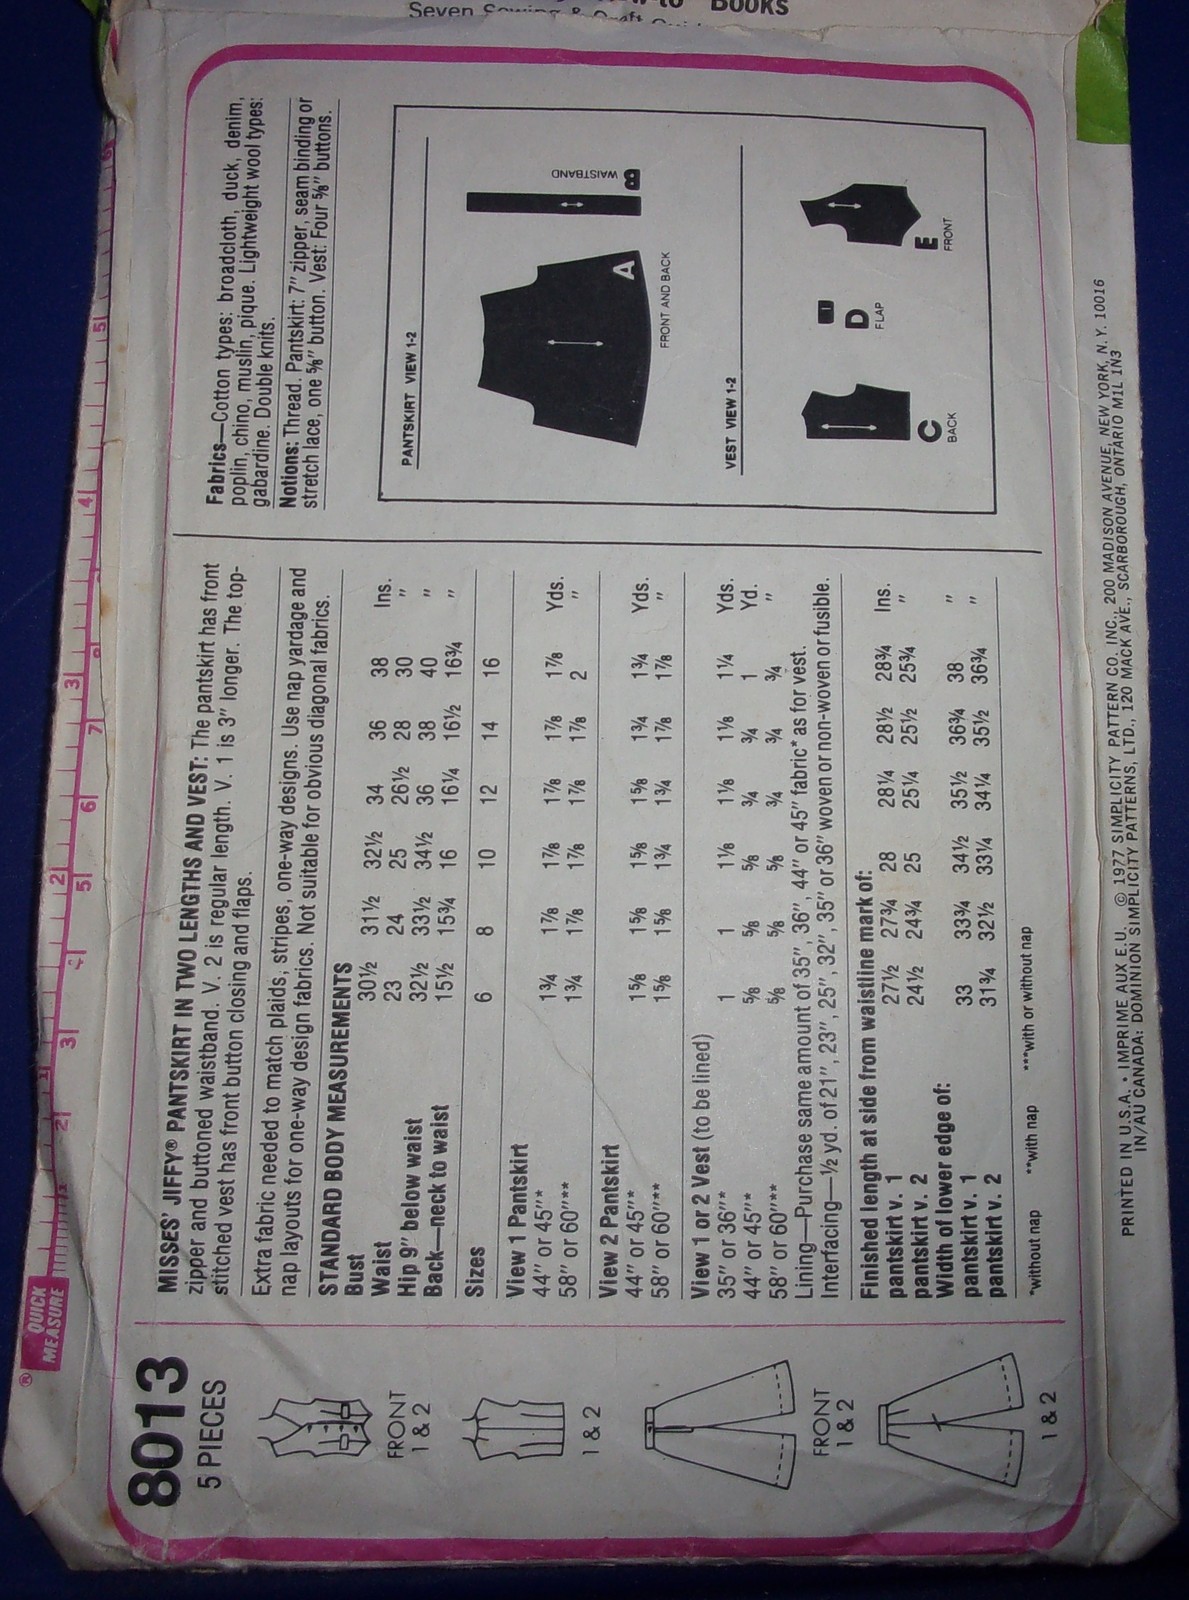 BOOKS
Seven Sewing & Craft
QUICK
MEASURE
®
8013
5 PIECES
FRONT
1 & 2
1 & 2
FRONT
1 & 2
1 & 2
MISSES' JIFFY® PANTSKIRT IN TWO LENGTHS AND VEST: The pantskirt has front
zipper and buttoned waistband. V. 2 is regular length. V. 1 is 3" longer. The top-
stitched vest has front button closing and flaps.
Extra fabric needed to match plaids, stripes, one-way designs. Use nap yardage and
nap layouts for one-way design fabrics. Not suitable for obvious diagonal fabrics.
STANDARD BODY MEASUREMENTS
Bust 30½ 31½ 32½ 34 36 38 Ins.
Waist 23 24 25 26½ 28 30 "
Hip 9" below waist 32½ 33½ 34½ 36 38 40 "
Back—neck to waist 15½ 15¾ 16 16¼ 16½ 16¾ "
Sizes 6 8 10 12 14 16
View 1 Pantskirt
44" or 45"* 1¾ 1⅞ 1⅞ 1⅞ 1⅞ 1⅞ Yds.
58" or 60"** 1¾ 1⅞ 1⅞ 1⅞ 1⅞ 2 "
View 2 Pantskirt
44" or 45"* 1⅝ 1⅝ 1⅝ 1⅝ 1¾ 1¾ Yds.
58" or 60"** 1⅝ 1⅝ 1¾ 1¾ 1⅞ 1⅞ "
View 1 or 2 Vest (to be lined)
35" or 36"* 1 1 1⅛ 1⅛ 1⅛ 1¼ Yds.
44" or 45"* ⅝ ⅝ ⅝ ¾ ¾ 1 Yd.
58" or 60"** ⅝ ⅝ ⅝ ¾ ¾ ¾ "
Lining—Purchase same amount of 35", 36", 44" or 45" fabric* as for vest.
Interfacing—½ yd. of 21", 23", 25", 32", 35" or 36" woven or non-woven or fusible.
Finished length at side from waistline mark of:
pantskirt v. 1 27½ 27¾ 28 28¼ 28½ 28¾ Ins.
pantskirt v. 2 24½ 24¾ 25 25¼ 25½ 25¾ "
Width of lower edge of:
pantskirt v. 1 33 33¾ 34½ 35½ 36¾ 38 "
pantskirt v. 2 31¾ 32½ 33¼ 34¼ 35½ 36¾ "
*without nap **with nap ***with or without nap
Fabrics—Cotton types: broadcloth, duck, denim,
poplin, chino, muslin, pique. Lightweight wool types:
gabardine. Double knits.
Notions: Thread. Pantskirt: 7" zipper, seam binding or
stretch lace, one ⅝" button. Vest: Four ⅝" buttons.
PANTSKIRT VIEW 1-2
A
FRONT AND BACK
B
WAISTBAND
VEST VIEW 1-2
C
BACK
D
FLAP
E
FRONT
PRINTED IN U.S.A. • IMPRIME AUX E.U. © 1977 SIMPLICITY PATTERN CO. INC., 200 MADISON AVENUE, NEW YORK, N.Y. 10016
IN/AU CANADA: DOMINION SIMPLICITY PATTERNS, LTD., 120 MACK AVE., SCARBOROUGH, ONTARIO M1L 1N3